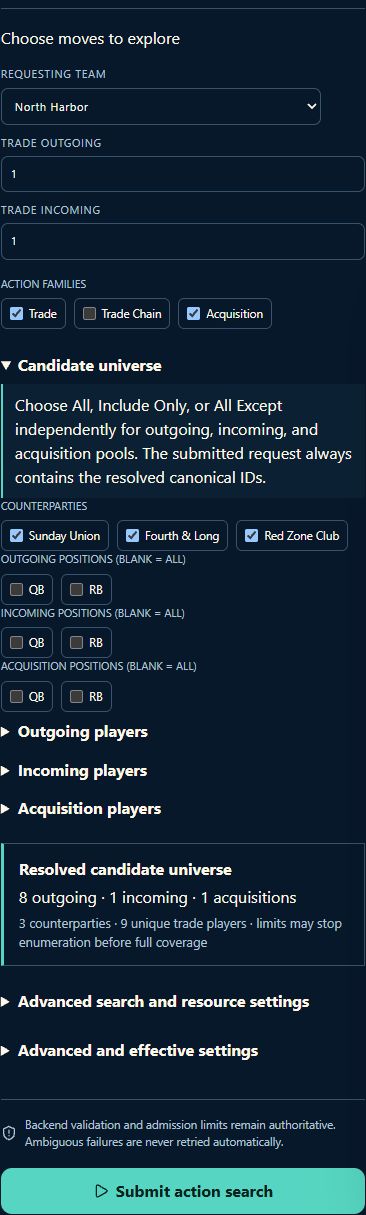 Choose moves to explore
REQUESTING TEAM
North Harbor
TRADE OUTGOING
1
TRADE INCOMING
1
ACTION FAMILIES
Trade Trade Chain Acquisition
Candidate universe
Choose All, Include Only, or All Except
independently for outgoing, incoming, and
acquisition pools. The submitted request always
contains the resolved canonical IDs.
COUNTERPARTIES
Sunday Union Fourth & Long Red Zone Club
OUTGOING POSITIONS (BLANK = ALL)
QB RB
INCOMING POSITIONS (BLANK = ALL)
QB RB
ACQUISITION POSITIONS (BLANK = ALL)
QB RB
Outgoing players
Incoming players
Acquisition players
Resolved candidate universe
8 outgoing · 1 incoming · 1 acquisitions
3 counterparties · 9 unique trade players · limits may stop
enumeration before full coverage
Advanced search and resource settings
Advanced and effective settings
Backend validation and admission limits remain authoritative.
Ambiguous failures are never retried automatically.
Submit action search